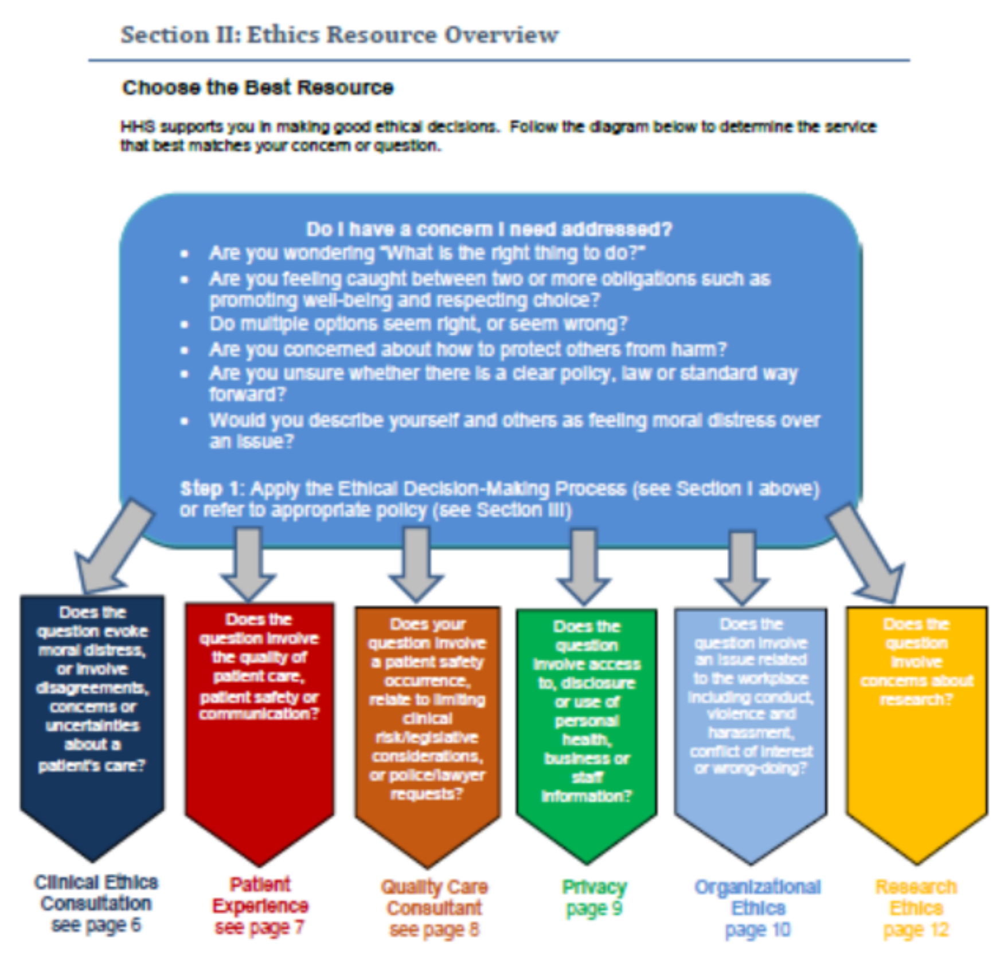 Section II: Ethics Resource Overview
Choose the Best Resource
HHS supports you in making good ethical decisions.  Follow the diagram below to determine the service
that best matches your concern or question.
Do I have a concern I need addressed?
• Are you wondering "What is the right thing to do?"
• Are you feeling caught between two or more obligations such as
promoting well-being and respecting choice?
• Do multiple options seem right, or seem wrong?
• Are you concerned about how to protect others from harm?
• Are you unsure whether there is a clear policy, law or standard way
forward?
• Would you describe yourself and others as feeling moral distress over
an issue?
Step 1: Apply the Ethical Decision-Making Process (see Section I above)
or refer to appropriate policy (see Section III)
Does the
question evoke
moral distress,
or involve
disagreements,
concerns or
uncertainties
about a
patient's care?
Clinical Ethics
Consultation
see page 6
Does the
question involve
the quality of
patient care,
patient safety or
communication?
Patient
Experience
see page 7
Does your
question involve
a patient safety
occurrence,
relate to limiting
clinical
risk/legislative
considerations,
or police/lawyer
requests?
Quality Care
Consultant
see page 8
Does the
question
involve access
to, disclosure
or use of
personal
health,
business or
staff
information?
Privacy
page 9
Does the
question involve
an issue related
to the workplace
including conduct,
violence and
harassment,
conflict of interest
or wrong-doing?
Organizational
Ethics
page 10
Does the
question
involve
concerns about
research?
Research
Ethics
page 12